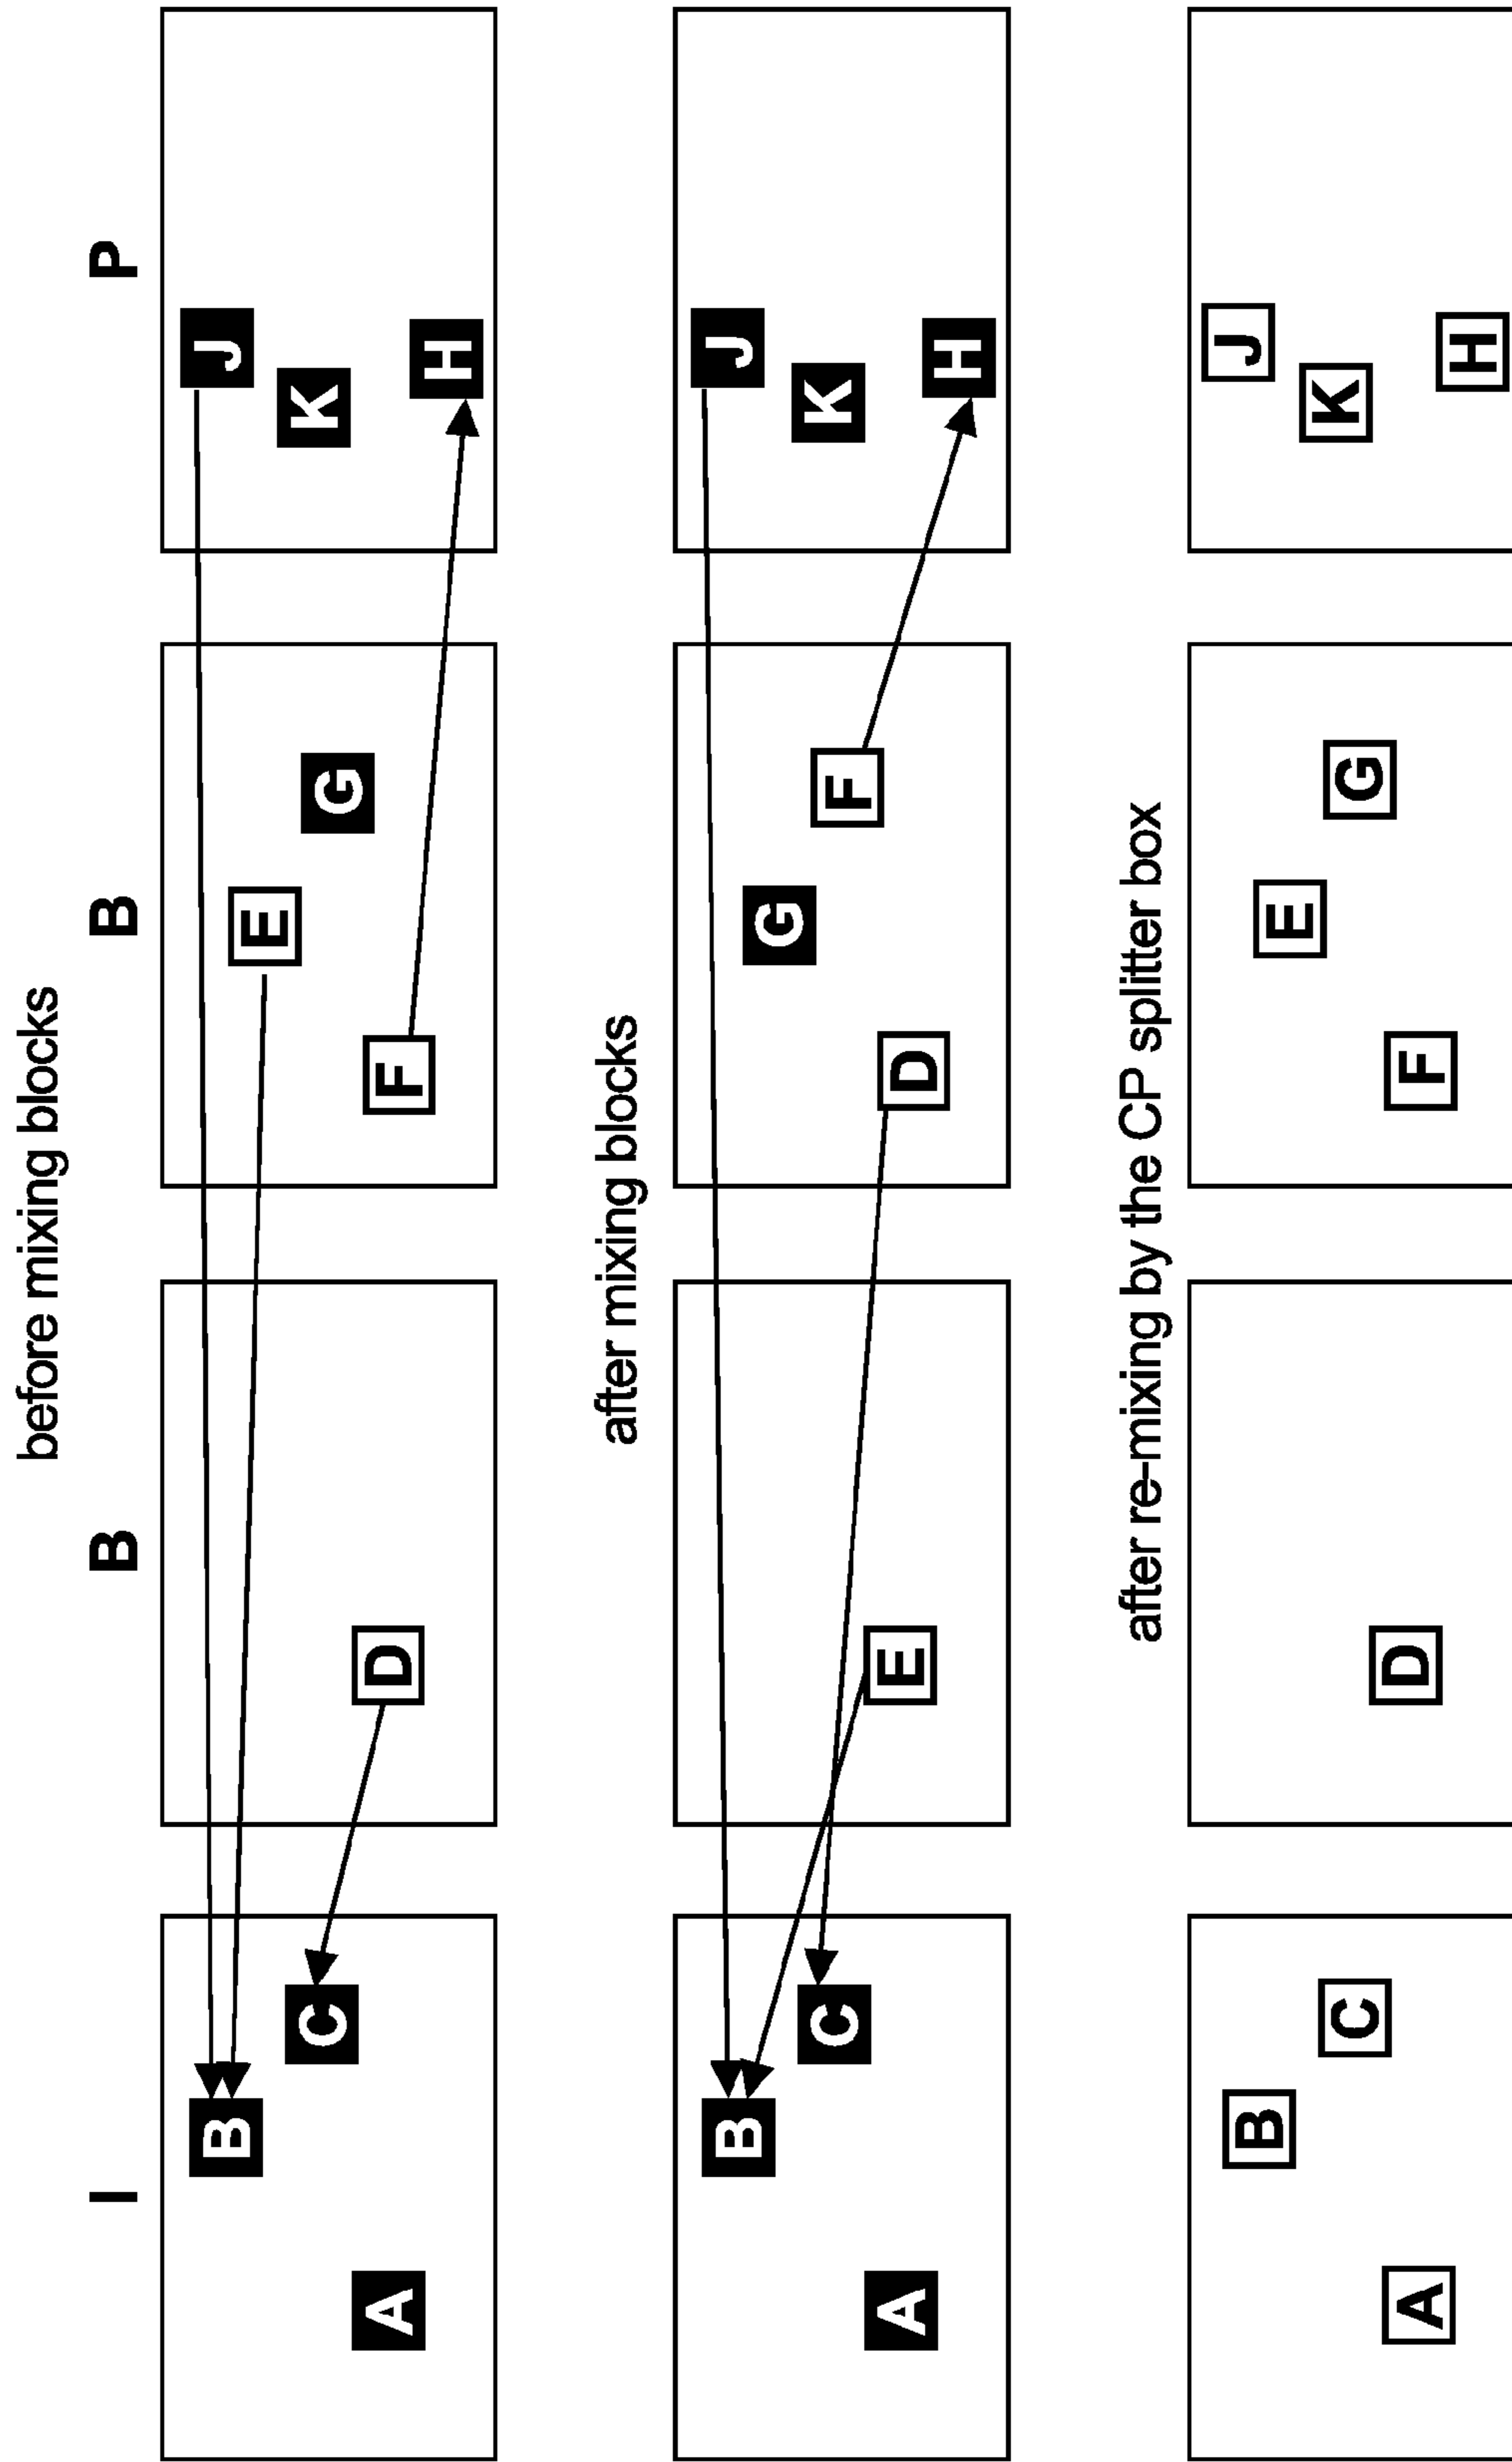 before mixing blocks
I B B P
B J
E
C G K
A D F
H
after mixing blocks
B J
G
C F K
A E D
H
after re-mixing by the CP splitter box
B J
E
C G K
A D F
H